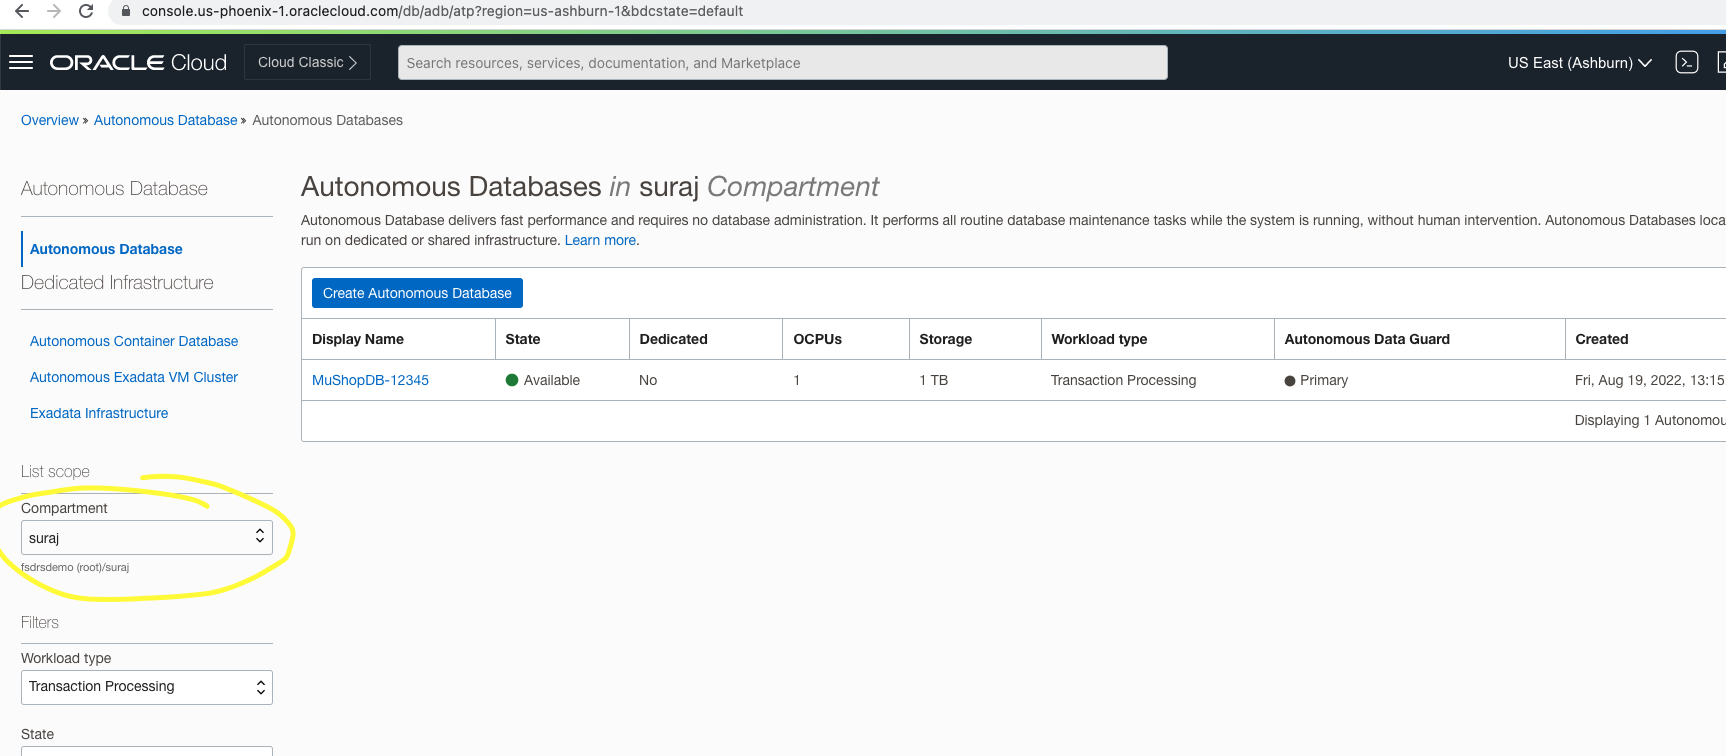 console.us-phoenix-1.oraclecloud.com/db/adb/atp?region=us-ashburn-1&bdcstate=default
ORACLE Cloud
Cloud Classic
Search resources, services, documentation, and Marketplace
US East (Ashburn)
Overview » Autonomous Database » Autonomous Databases
Autonomous Database
Autonomous Database
Dedicated Infrastructure
Autonomous Container Database
Autonomous Exadata VM Cluster
Exadata Infrastructure
List scope
Compartment
suraj
fsdrsdemo (root)/suraj
Filters
Workload type
Transaction Processing
State
Autonomous Databases in suraj Compartment
Autonomous Database delivers fast performance and requires no database administration. It performs all routine database maintenance tasks while the system is running, without human intervention. Autonomous Databases loca
run on dedicated or shared infrastructure. Learn more.
Create Autonomous Database
Display Name State Dedicated OCPUs Storage Workload type Autonomous Data Guard Created
MuShopDB-12345 Available No 1 1 TB Transaction Processing Primary Fri, Aug 19, 2022, 13:15
Displaying 1 Autonomou